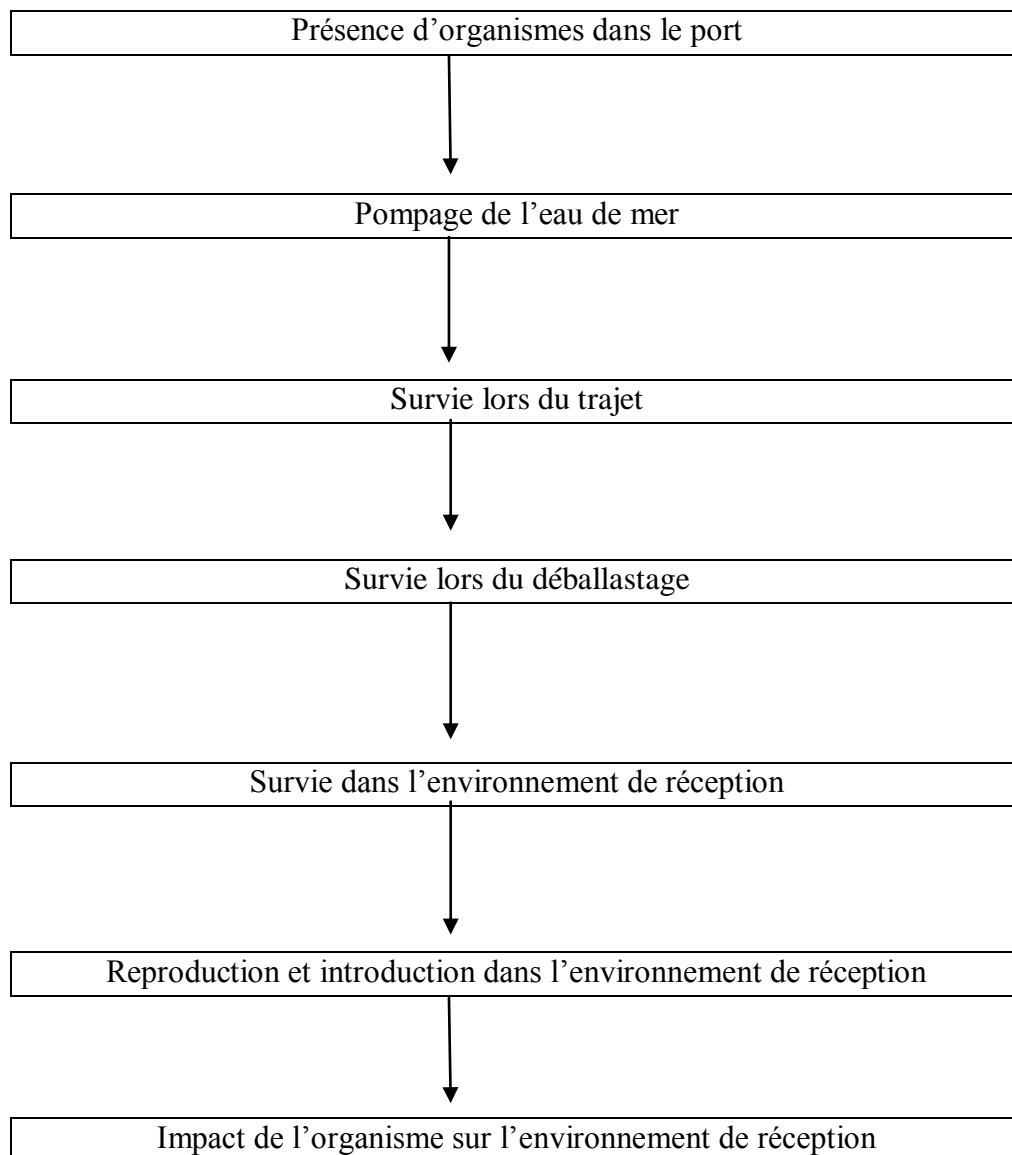 Présence d’organismes dans le port
Pompage de l’eau de mer
Survie lors du trajet
Survie lors du déballastage
Survie dans l’environnement de réception
Reproduction et introduction dans l’environnement de réception
Impact de l’organisme sur l’environnement de réception